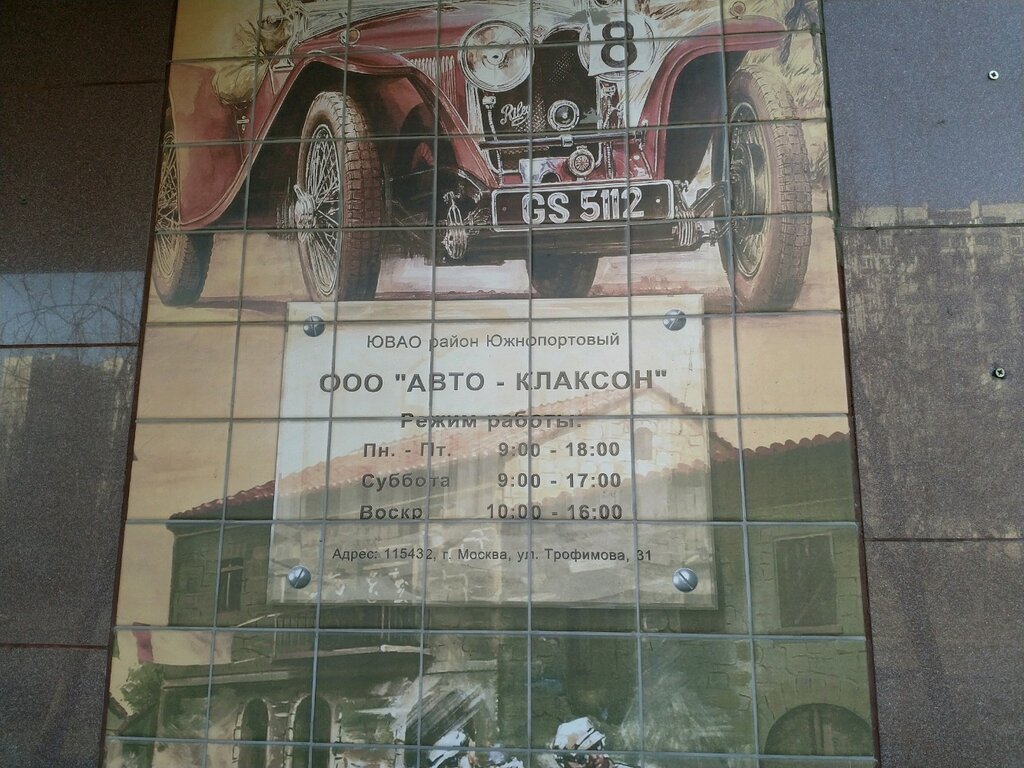 8
Riley
GS 5112
ЮВАО район Южнопортовый
ООО "АВТО - КЛАКСОН"
Режим работы:
Пн. - Пт. 9:00 - 18:00
Суббота 9:00 - 17:00
Воскр 10:00 - 16:00
Адрес: 115432, г. Москва, ул. Трофимова, 31